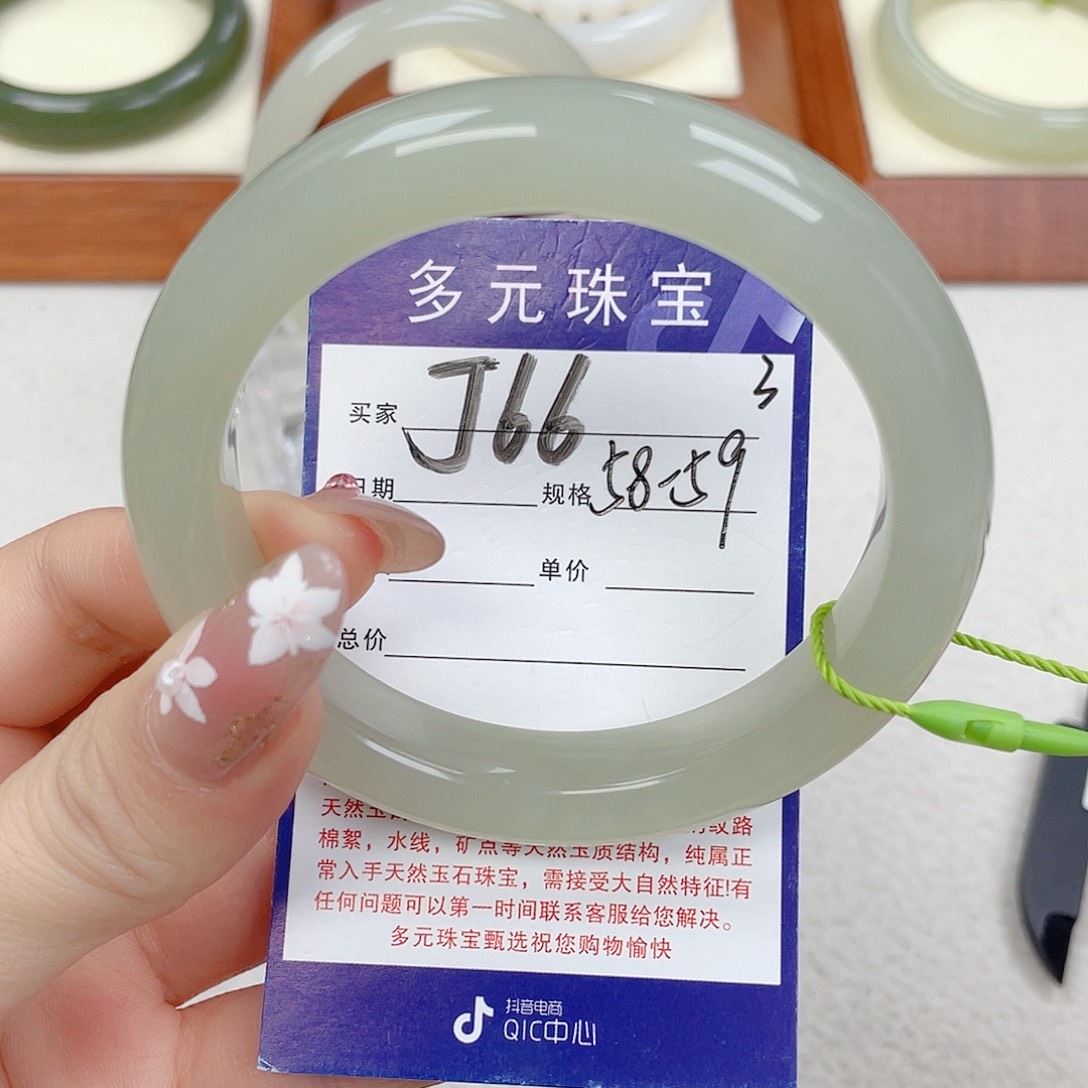 多元珠宝
3
买家 J66
日期 规格 58-59
单价
总价
天然玉
纹路
棉絮，水线，矿点等天然玉质结构，纯属正
常入手天然玉石珠宝，需接受大自然特征!有
任何问题可以第一时间联系客服给您解决。
多元珠宝甄选祝您购物愉快
抖音电商
QIC中心